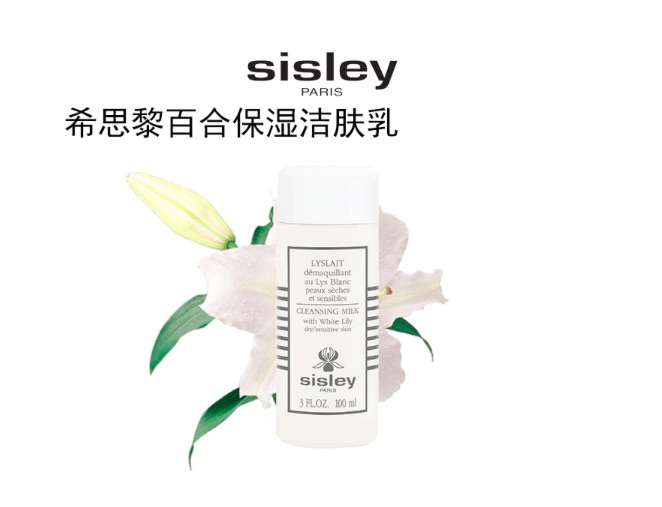 sisley
PARIS
希思黎百合保湿洁肤乳
LYSLAIT
démaquillant
au Lys Blanc
peaux sèches
et sensibles
CLEANSING MILK
with White Lily
dry/sensitive skin
sisley
PARIS
3 FL.OZ. 100 ml